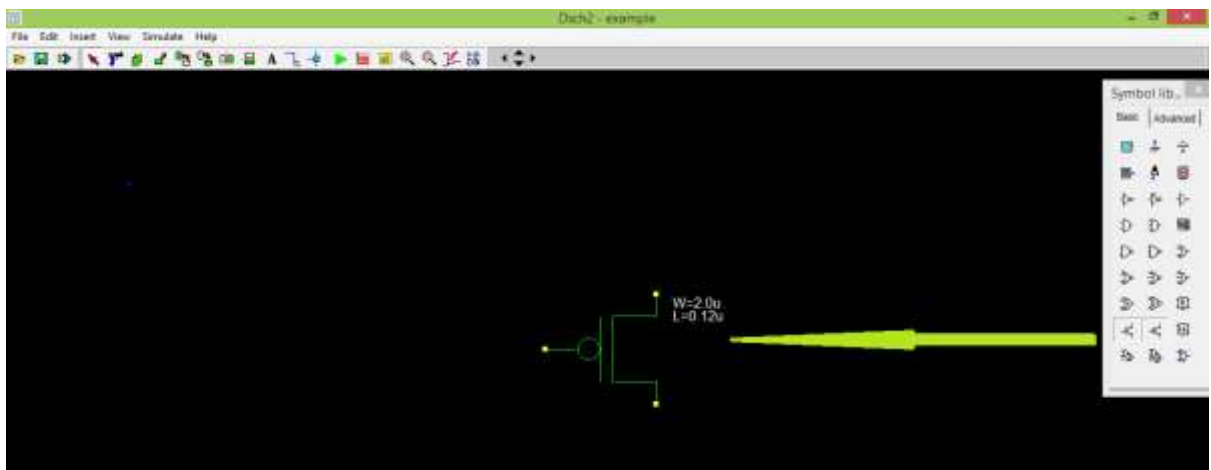 Dsch2 - example
File Edit Insert View Simulate Help
A
Symbol lib...
Basic Advanced
W=2.0u
L=0.12u